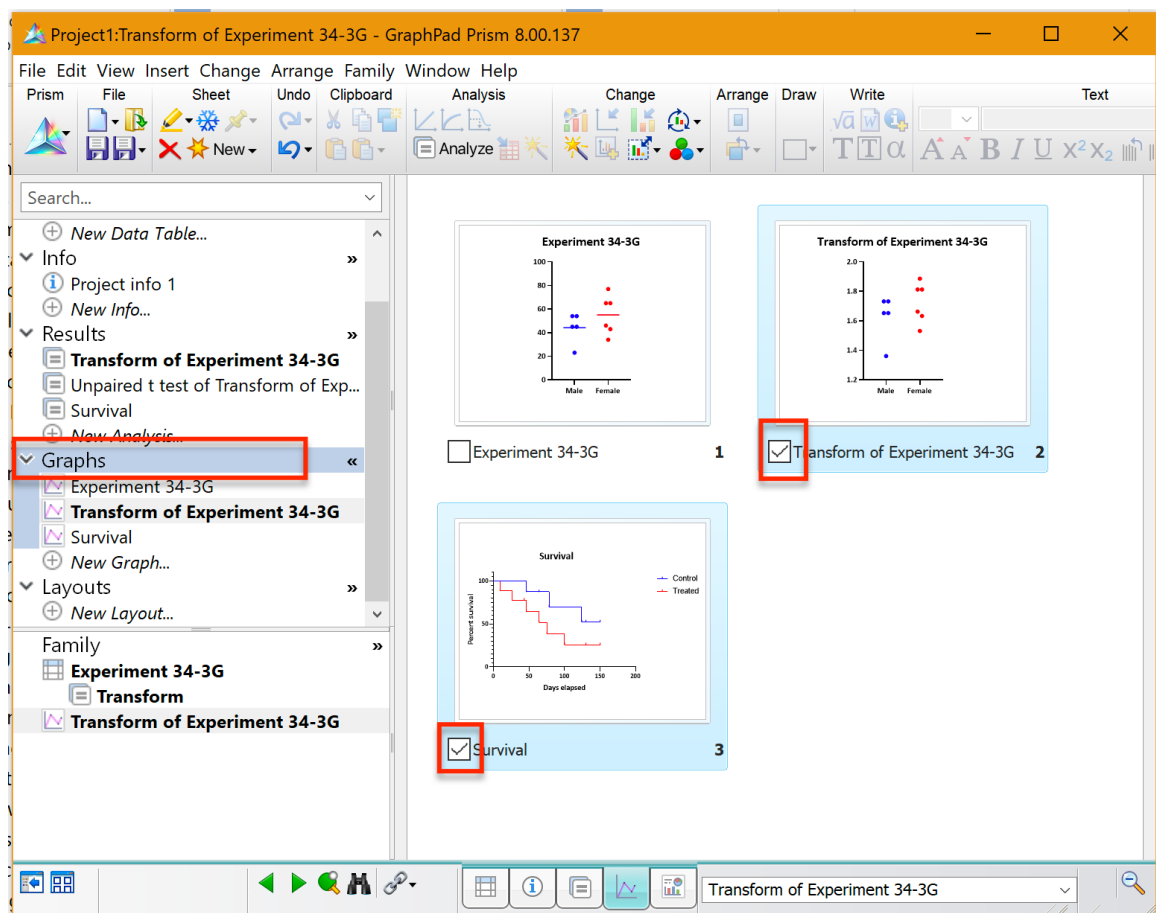 Project1:Transform of Experiment 34-3G - GraphPad Prism 8.00.137
File Edit View Insert Change Arrange Family Window Help
Prism File Sheet Undo Clipboard Analysis Change Arrange Draw Write Text
√α W
New Analyze T T α A A B I U X² X₂
Search...
New Data Table...
Info »
Project info 1
New Info...
Results »
Transform of Experiment 34-3G
Unpaired t test of Transform of Exp...
Survival
New Analysis...
Graphs «
Experiment 34-3G
Transform of Experiment 34-3G
Survival
New Graph...
Layouts »
New Layout...
Family »
Experiment 34-3G
Transform
Transform of Experiment 34-3G
Experiment 34-3G
100
80
60
40
20
0
Male Female
Experiment 34-3G 1
Transform of Experiment 34-3G
2.0
1.8
1.6
1.4
1.2
Male Female
Transform of Experiment 34-3G 2
Survival
Control
Treated
Percent survival
100
50
0
0 50 100 150 200
Days elapsed
Survival 3
Transform of Experiment 34-3G